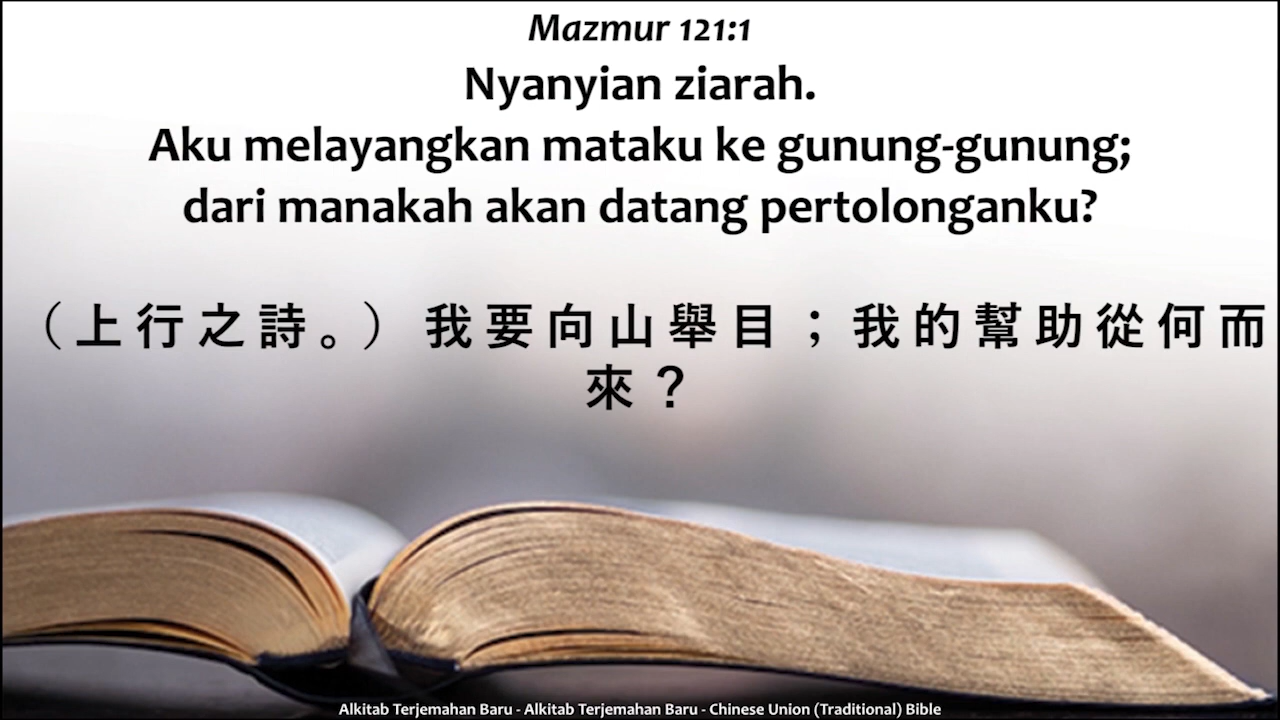 Mazmur 121:1
Nyanyian ziarah.
Aku melayangkan mataku ke gunung-gunung;
dari manakah akan datang pertolonganku?
（上行之詩。） 我要向山舉目；我的幫助從何而
來？
Alkitab Terjemahan Baru - Alkitab Terjemahan Baru - Chinese Union (Traditional) Bible